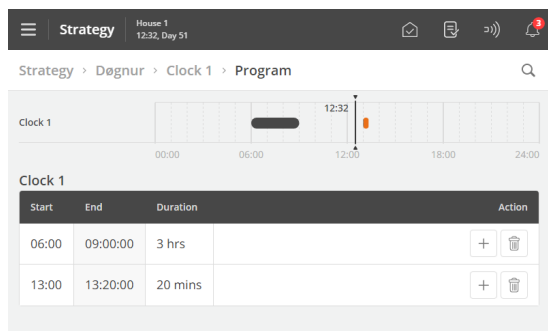 Strategy
House 1
12:32, Day 51
3
Strategy > Døgnur > Clock 1 > Program
12:32
Clock 1
00:00 06:00 12:00 18:00 24:00
Clock 1
Start End Duration Action
06:00 09:00:00 3 hrs +
13:00 13:20:00 20 mins +